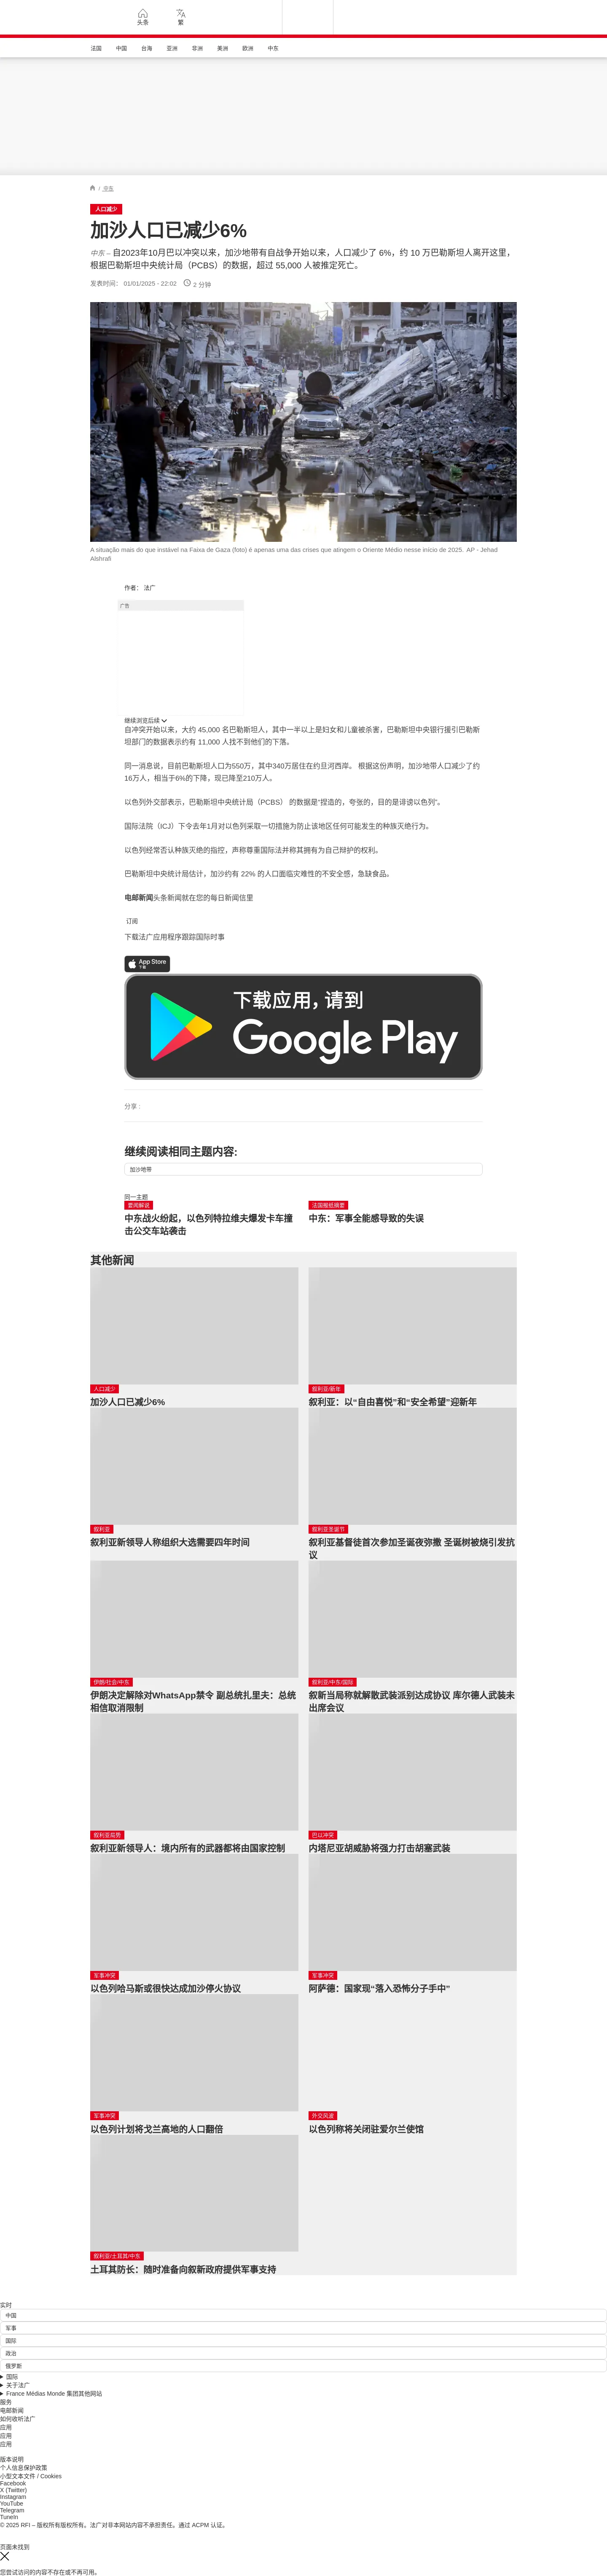 头条
繁
法国 中国 台海 亚洲 非洲 美洲 欧洲 中东
/ 中东
人口减少
加沙人口已减少6%
中东 – 自2023年10月巴以冲突以来，加沙地带有自战争开始以来，人口减少了 6%，约 10 万巴勒斯坦人离开这里，
根据巴勒斯坦中央统计局（PCBS）的数据，超过 55,000 人被推定死亡。
发表时间： 01/01/2025 - 22:02 2 分钟
A situação mais do que instável na Faixa de Gaza (foto) é apenas uma das crises que atingem o Oriente Médio nesse início de 2025. AP - Jehad
Alshrafi
作者： 法广
广告
继续浏览后续
自冲突开始以来，大约 45,000 名巴勒斯坦人，其中一半以上是妇女和儿童被杀害，巴勒斯坦中央银行援引巴勒斯
坦部门的数据表示约有 11,000 人找不到他们的下落。
同一消息说，目前巴勒斯坦人口为550万，其中340万居住在约旦河西岸。 根据这份声明，加沙地带人口减少了约
16万人，相当于6%的下降，现已降至210万人。
以色列外交部表示，巴勒斯坦中央统计局（PCBS） 的数据是“捏造的，夸张的，目的是诽谤以色列”。
国际法院（ICJ）下令去年1月对以色列采取一切措施为防止该地区任何可能发生的种族灭绝行为。
以色列经常否认种族灭绝的指控，声称尊重国际法并称其拥有为自己辩护的权利。
巴勒斯坦中央统计局估计，加沙约有 22% 的人口面临灾难性的不安全感，急缺食品。
电邮新闻头条新闻就在您的每日新闻信里
订阅
下载法广应用程序跟踪国际时事
App Store
下载
下载应用，请到
Google Play
分享 :
继续阅读相同主题内容:
加沙地带
同一主题
要闻解说
中东战火纷起，以色列特拉维夫爆发卡车撞
击公交车站袭击
法国报纸摘要
中东：军事全能感导致的失误
其他新闻
人口减少
加沙人口已减少6%
叙利亚/新年
叙利亚：以“自由喜悦”和“安全希望”迎新年
叙利亚
叙利亚新领导人称组织大选需要四年时间
叙利亚圣诞节
叙利亚基督徒首次参加圣诞夜弥撒 圣诞树被烧引发抗
议
伊朗/社会/中东
伊朗决定解除对WhatsApp禁令 副总统扎里夫：总统
相信取消限制
叙利亚/中东/国际
叙新当局称就解散武装派别达成协议 库尔德人武装未
出席会议
叙利亚局势
叙利亚新领导人：境内所有的武器都将由国家控制
巴以冲突
内塔尼亚胡威胁将强力打击胡塞武装
军事冲突
以色列哈马斯或很快达成加沙停火协议
军事冲突
阿萨德：国家现“落入恐怖分子手中”
军事冲突
以色列计划将戈兰高地的人口翻倍
外交风波
以色列称将关闭驻爱尔兰使馆
叙利亚/土耳其/中东
土耳其防长：随时准备向叙新政府提供军事支持
实时
中国
军事
国际
政治
俄罗斯
国际
关于法广
France Médias Monde 集团其他网站
服务
电邮新闻
如何收听法广
应用
应用
应用
版本说明
个人信息保护政策
小型文本文件 / Cookies
Facebook
X (Twitter)
Instagram
YouTube
Telegram
TuneIn
© 2025 RFI – 版权所有版权所有。法广对非本网站内容不承担责任。通过 ACPM 认证。
页面未找到
您尝试访问的内容不存在或不再可用。